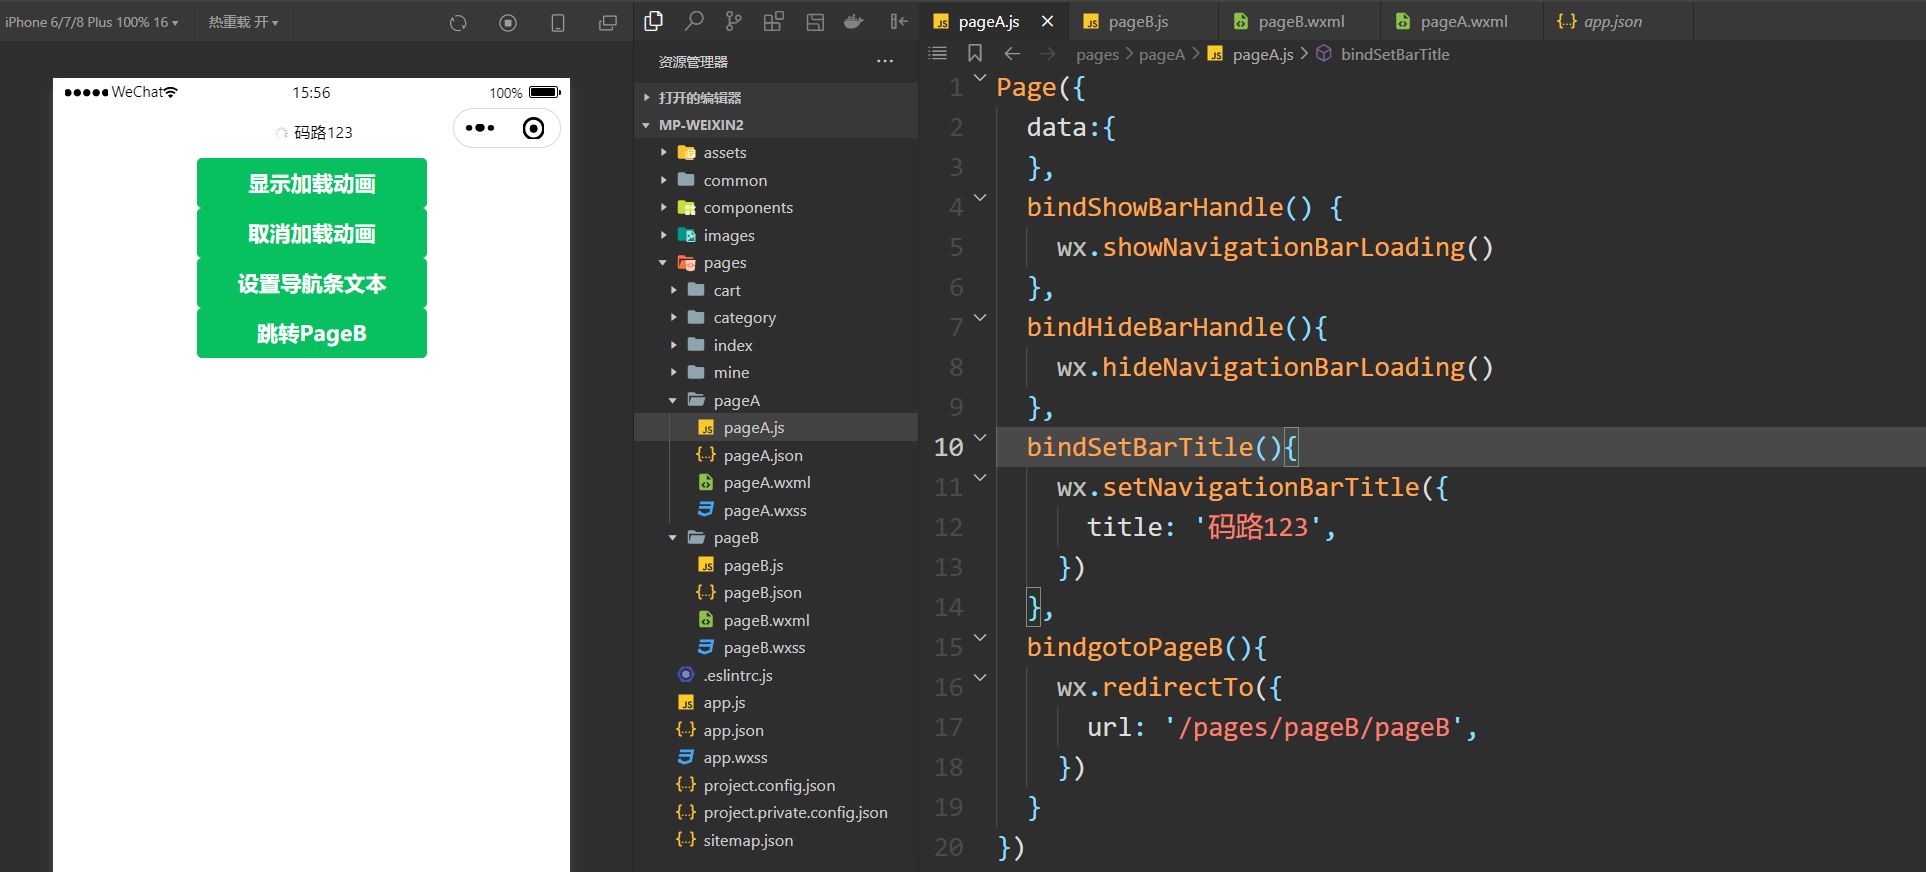 iPhone 6/7/8 Plus 100% 16
热重载 开
WeChat
15:56
100%
码路123
显示加载动画
取消加载动画
设置导航条文本
跳转PageB
资源管理器
打开的编辑器
MP-WEIXIN2
assets
common
components
images
pages
cart
category
index
mine
pageA
pageA.js
pageA.json
pageA.wxml
pageA.wxss
pageB
pageB.js
pageB.json
pageB.wxml
pageB.wxss
.eslintrc.js
app.js
app.json
app.wxss
project.config.json
project.private.config.json
sitemap.json
pageA.js
pageB.js
pageB.wxml
pageA.wxml
app.json
pages > pageA > pageA.js > bindSetBarTitle
1 Page({
2 data:{
3 },
4 bindShowBarHandle() {
5 wx.showNavigationBarLoading()
6 },
7 bindHideBarHandle(){
8 wx.hideNavigationBarLoading()
9 },
10 bindSetBarTitle(){
11 wx.setNavigationBarTitle({
12 title: '码路123',
13 })
14 },
15 bindgotoPageB(){
16 wx.redirectTo({
17 url: '/pages/pageB/pageB',
18 })
19 }
20 })